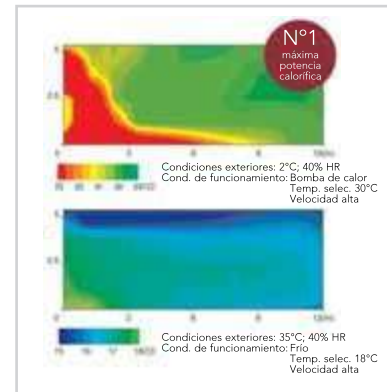 Nº1
máxima
potencia
calorífica
Condiciones exteriores: 2°C; 40% HR
Cond. de funcionamiento: Bomba de calor
Temp. selec. 30°C
Velocidad alta
Condiciones exteriores: 35°C; 40% HR
Cond. de funcionamiento: Frío
Temp. selec. 18°C
Velocidad alta